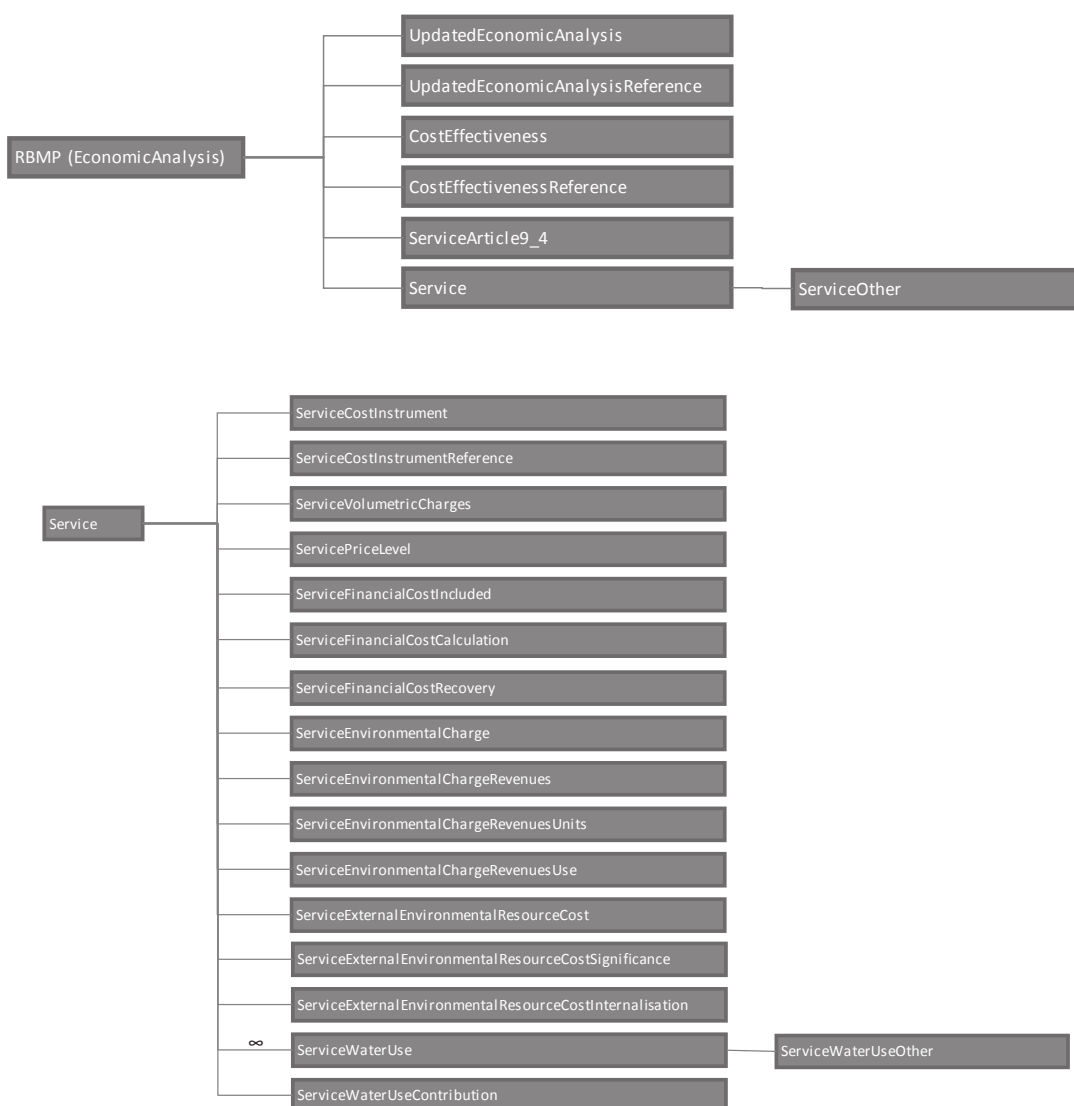 UpdatedEconomicAnalysis
UpdatedEconomicAnalysisReference
RBMP (EconomicAnalysis)
CostEffectiveness
CostEffectivenessReference
ServiceArticle9_4
Service
ServiceOther
ServiceCostInstrument
ServiceCostInstrumentReference
ServiceVolumetricCharges
Service
ServicePriceLevel
ServiceFinancialCostIncluded
ServiceFinancialCostCalculation
ServiceFinancialCostRecovery
ServiceEnvironmentalCharge
ServiceEnvironmentalChargeRevenues
ServiceEnvironmentalChargeRevenuesUnits
ServiceEnvironmentalChargeRevenuesUse
ServiceExternalEnvironmentalResourceCost
ServiceExternalEnvironmentalResourceCostSignificance
ServiceExternalEnvironmentalResourceCostInternalisation
∞
ServiceWaterUse
ServiceWaterUseOther
ServiceWaterUseContribution